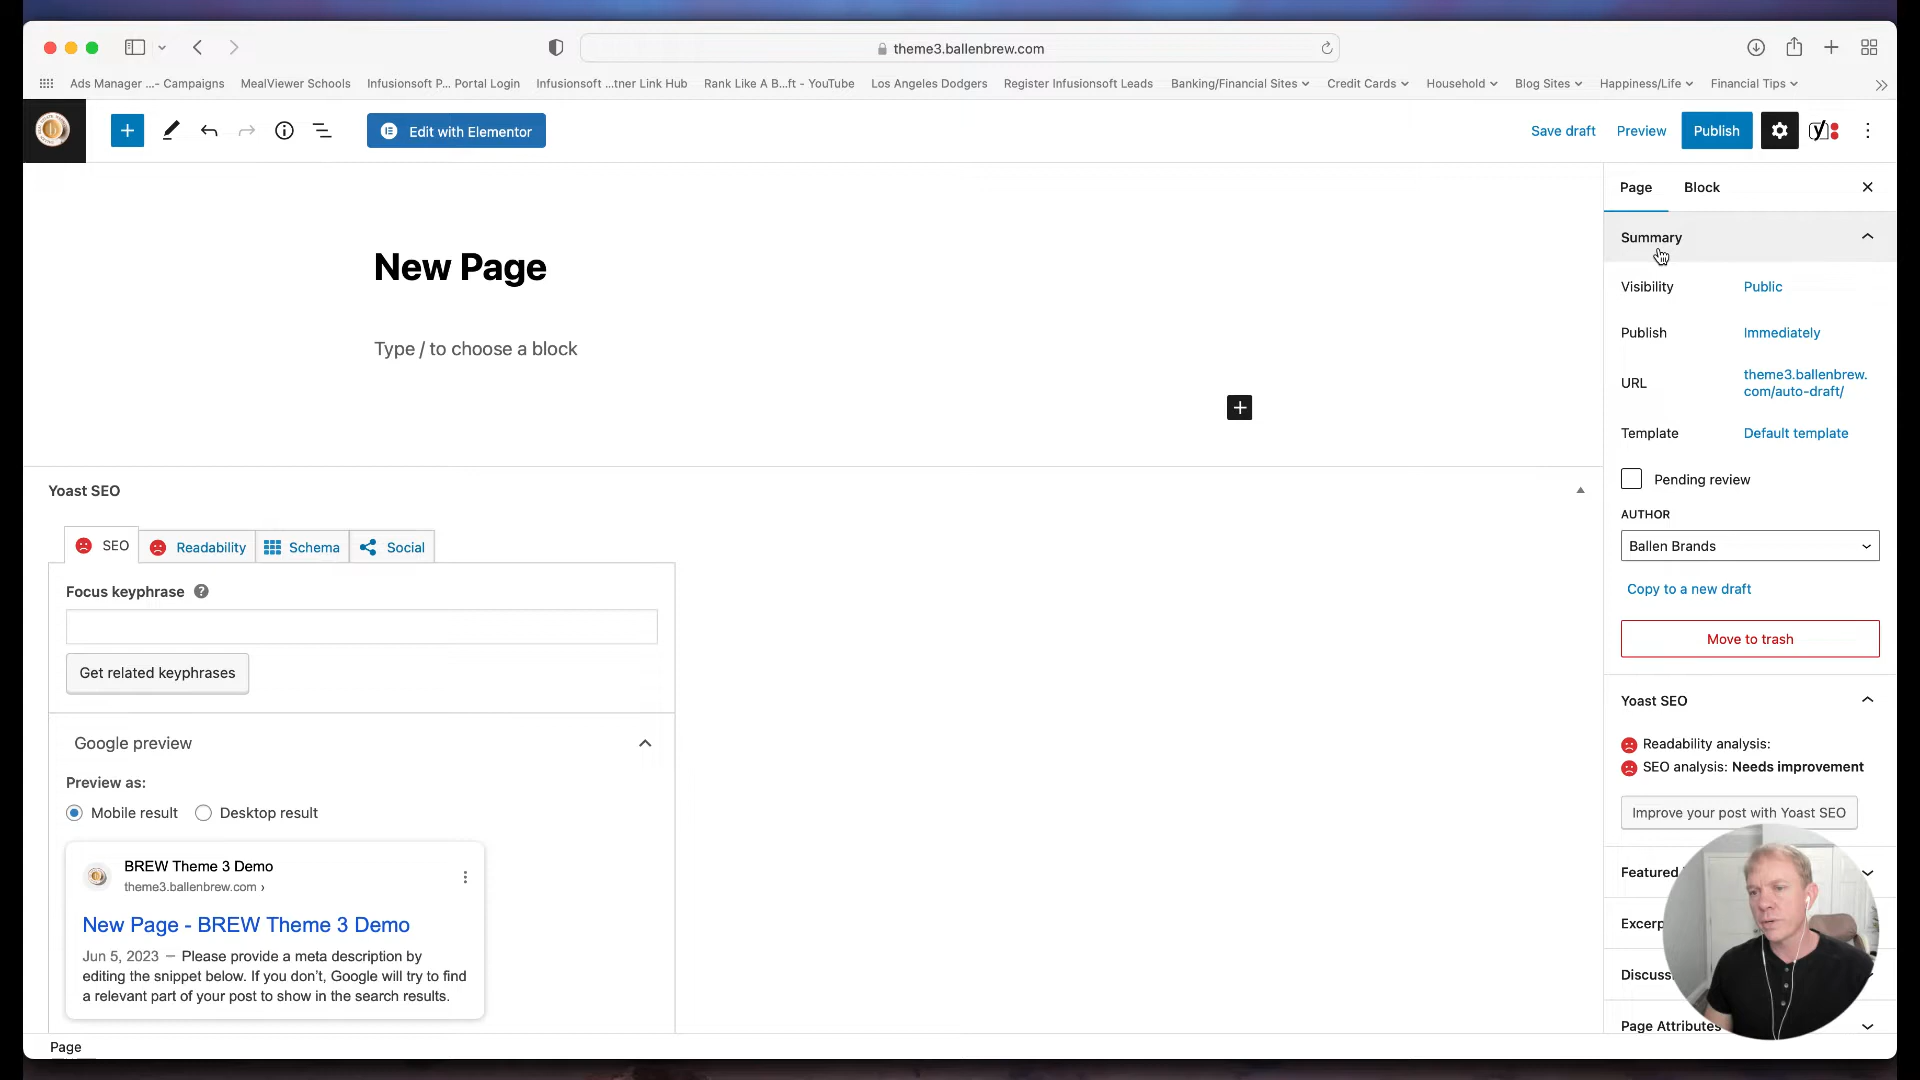 theme3.ballenbrew.com
Ads Manager ...- Campaigns
MealViewer Schools
Infusionsoft P... Portal Login
Infusionsoft ...tner Link Hub
Rank Like A B...ft - YouTube
Los Angeles Dodgers
Register Infusionsoft Leads
Banking/Financial Sites
Credit Cards
Household
Blog Sites
Happiness/Life
Financial Tips
Edit with Elementor
Save draft
Preview
Publish
Page
Block
New Page
Type / to choose a block
Summary
Visibility
Public
Publish
Immediately
URL
theme3.ballenbrew.
com/auto-draft/
Template
Default template
Pending review
AUTHOR
Ballen Brands
Copy to a new draft
Move to trash
Yoast SEO
Readability analysis:
SEO analysis: Needs improvement
Improve your post with Yoast SEO
Featured
Excerp
Discuss
Page Attributes
Yoast SEO
SEO
Readability
Schema
Social
Focus keyphrase
Get related keyphrases
Google preview
Preview as:
Mobile result
Desktop result
BREW Theme 3 Demo
theme3.ballenbrew.com ›
New Page - BREW Theme 3 Demo
Jun 5, 2023 — Please provide a meta description by
editing the snippet below. If you don't, Google will try to find
a relevant part of your post to show in the search results.
Page